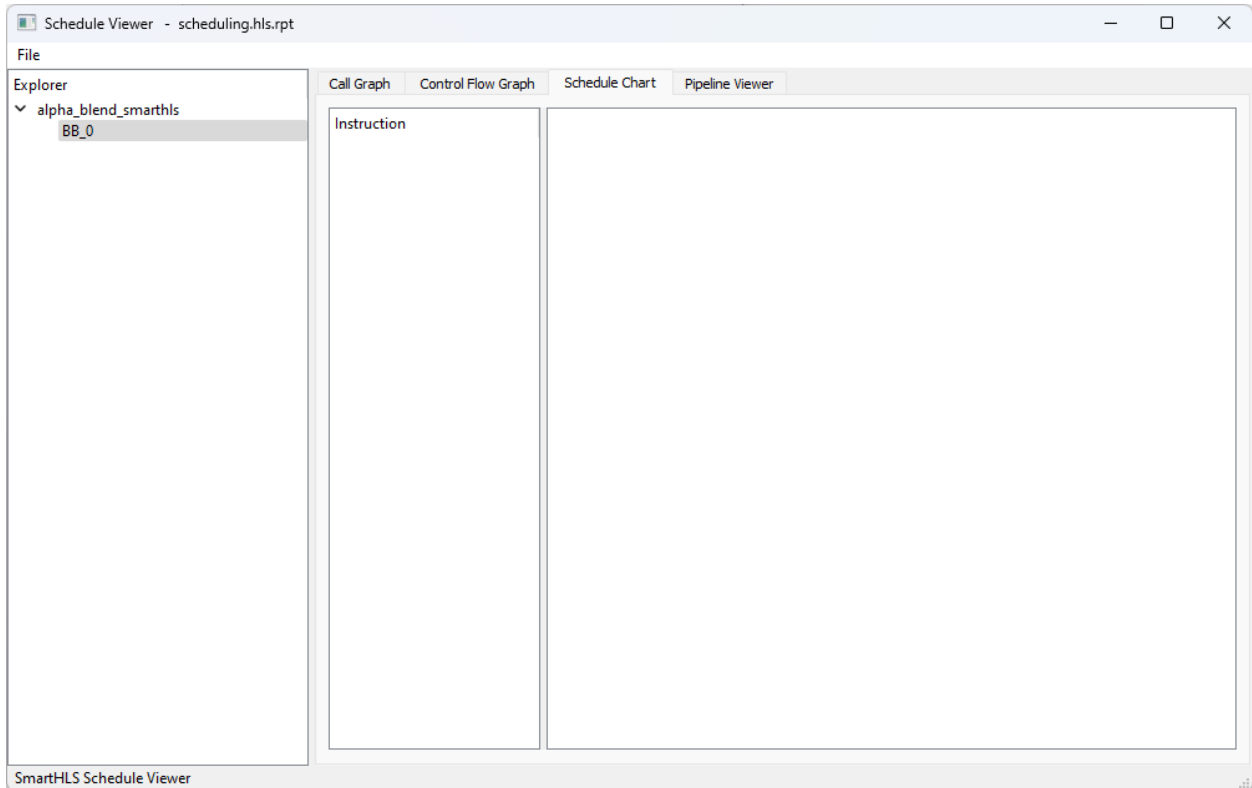 Schedule Viewer - scheduling.hls.rpt
File
Explorer
alpha_blend_smarthls
BB_0
Call Graph
Control Flow Graph
Schedule Chart
Pipeline Viewer
Instruction
SmartHLS Schedule Viewer